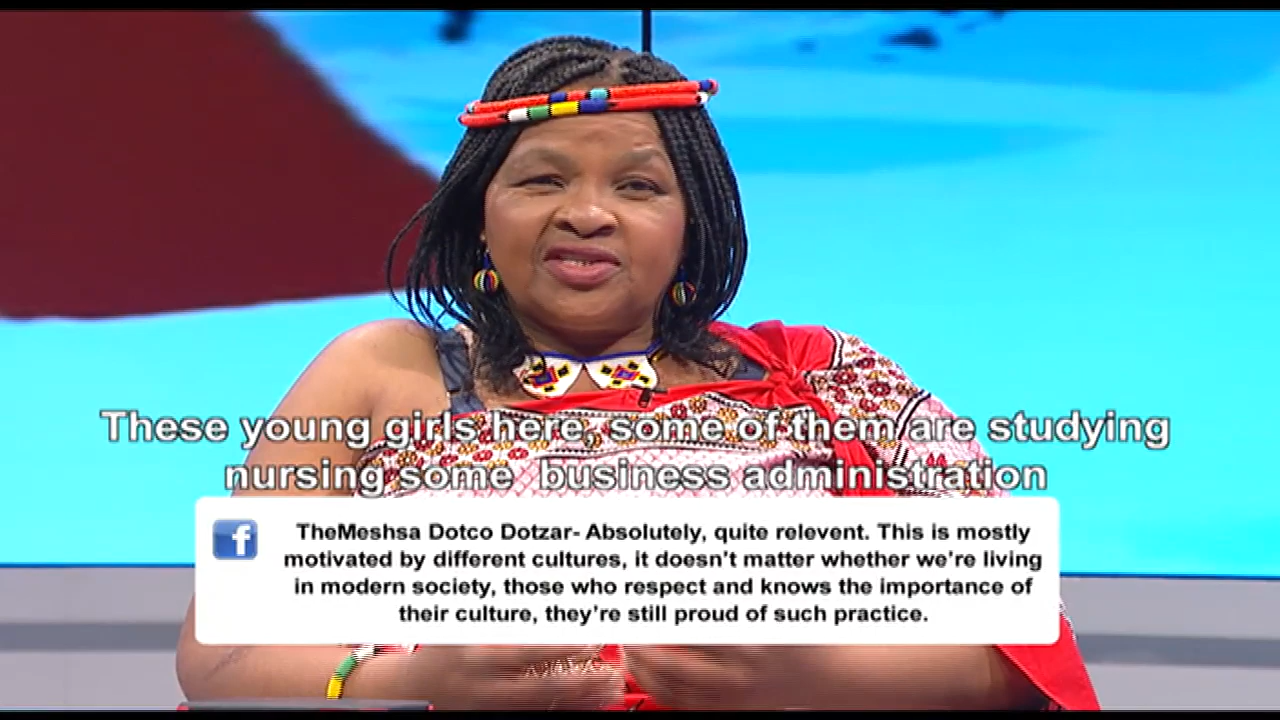 These young girls here, some of them are studying
nursing some business administration
f
TheMeshsa Dotco Dotzar- Absolutely, quite relevent. This is mostly
motivated by different cultures, it doesn't matter whether we're living
in modern society, those who respect and knows the importance of
their culture, they're still proud of such practice.